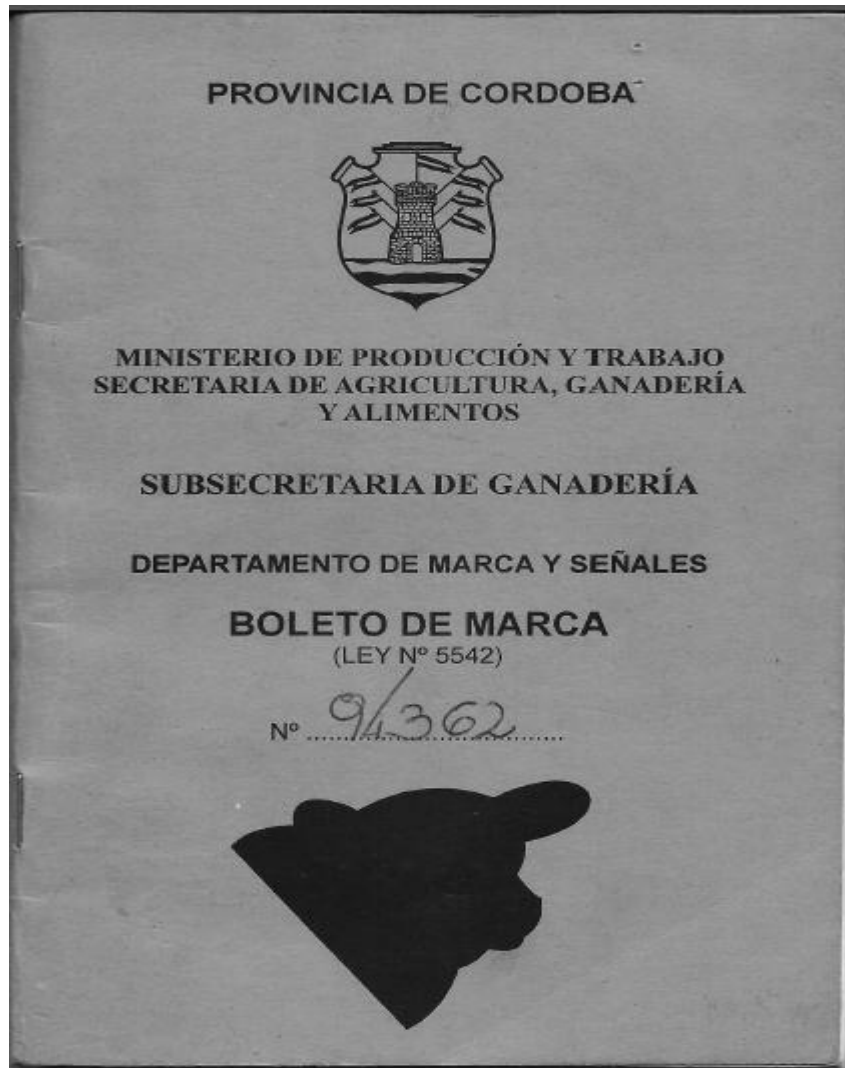 PROVINCIA DE CORDOBA
MINISTERIO DE PRODUCCIÓN Y TRABAJO
SECRETARIA DE AGRICULTURA, GANADERÍA
Y ALIMENTOS
SUBSECRETARIA DE GANADERÍA
DEPARTAMENTO DE MARCA Y SEÑALES
BOLETO DE MARCA
(LEY Nº 5542)
Nº 94362